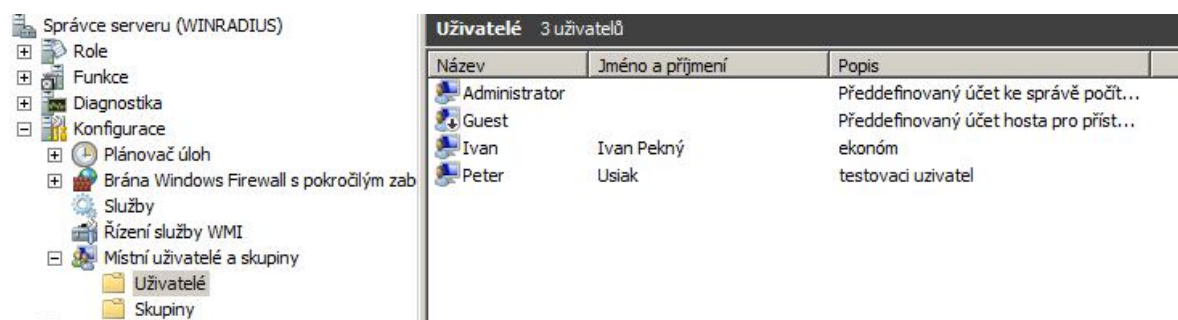 Správce serveru (WINRADIUS)
Role
Funkce
Diagnostika
Konfigurace
Plánovač úloh
Brána Windows Firewall s pokročilým zab
Služby
Řízení služby WMI
Místní uživatelé a skupiny
Uživatelé
Skupiny
Uživatelé 3 uživatelů
Název Jméno a příjmení Popis
Administrator Předdefinovaný účet ke správě počít...
Guest Předdefinovaný účet hosta pro příst...
Ivan Ivan Pekný ekonóm
Peter Usiak testovaci uzivatel